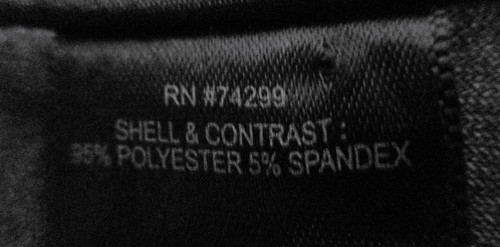 RN #74299
SHELL & CONTRAST :
95% POLYESTER 5% SPANDEX